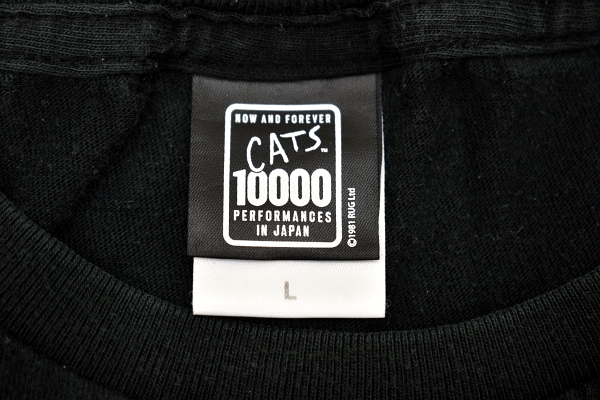 NOW AND FOREVER
CATS™
10000
PERFORMANCES
IN JAPAN
©1981 RUG Ltd
L